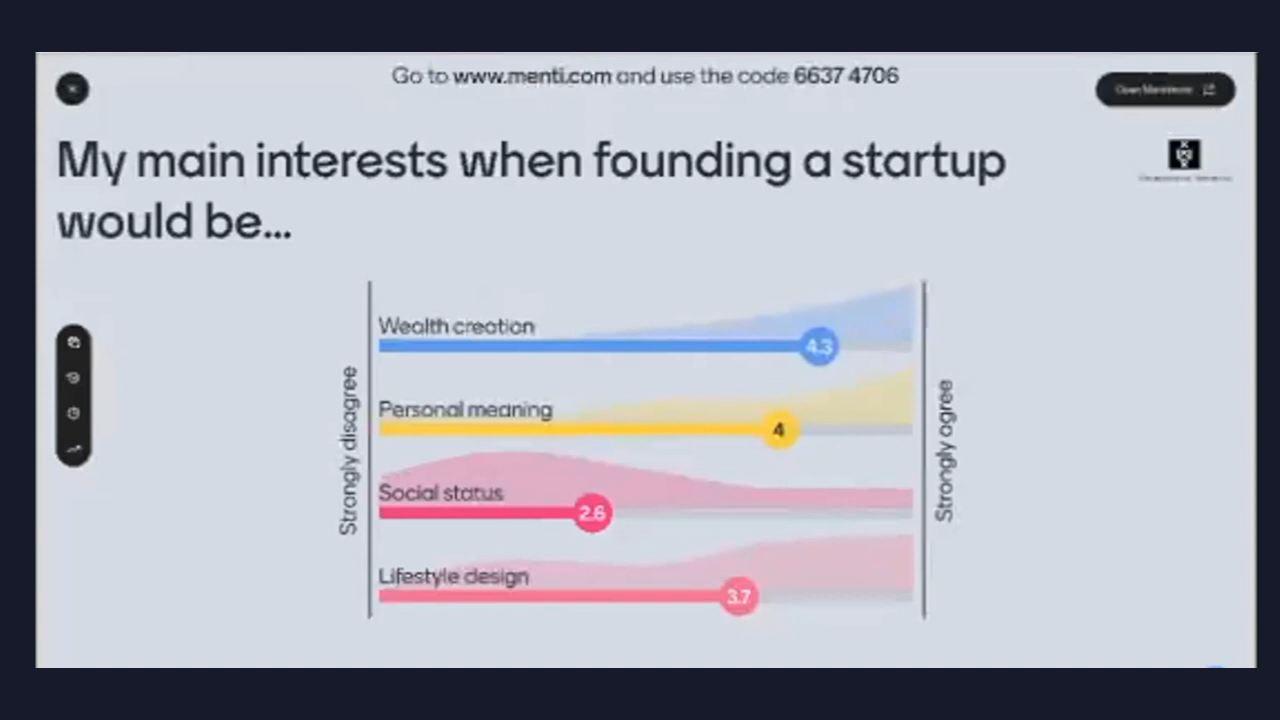 Go to www.menti.com and use the code 6637 4706
My main interests when founding a startup
would be...
Strongly disagree
Wealth creation
4.3
Personal meaning
4
Social status
2.6
Lifestyle design
3.7
Strongly agree